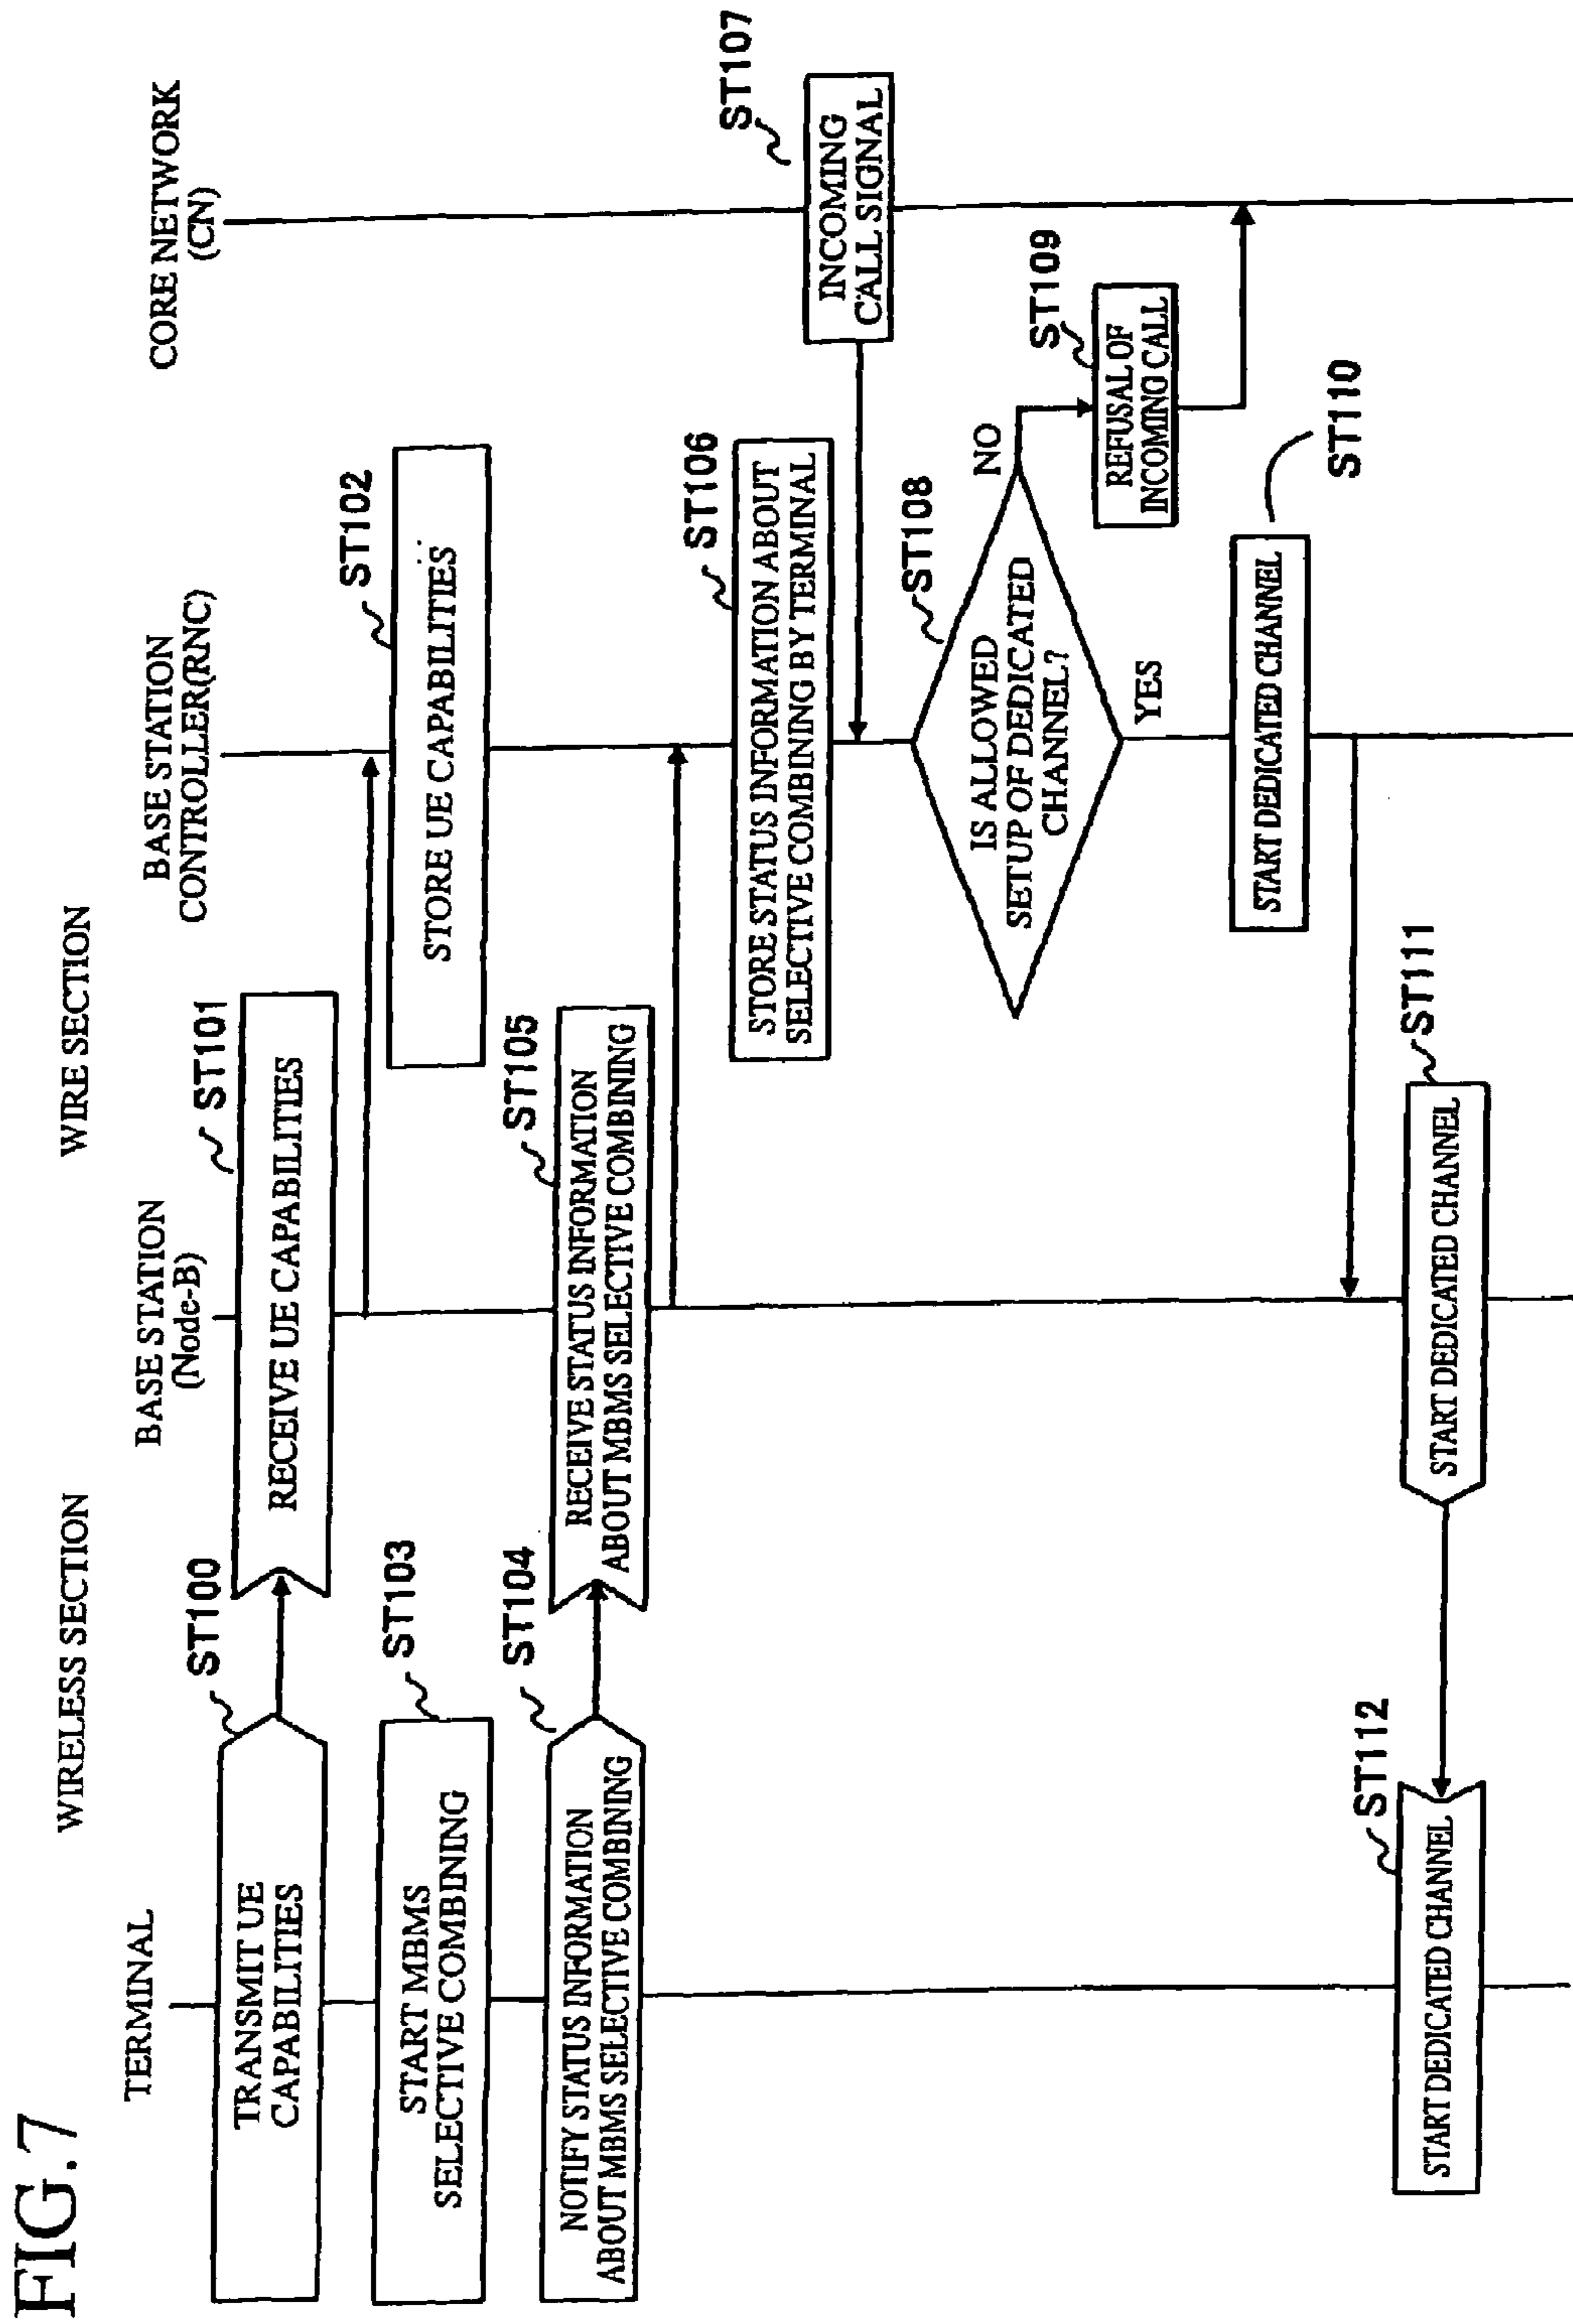 FIG.7
WIRELESS SECTION
WIRE SECTION
TERMINAL
BASE STATION
(Node-B)
BASE STATION
CONTROLLER(RNC)
CORE NETWORK
(CN)
TRANSMIT UE
CAPABILITIES
ST100
RECEIVE UE CAPABILITIES
ST101
STORE UE CAPABILITIES
ST102
START MBMS
SELECTIVE COMBINING
ST103
NOTIFY STATUS INFORMATION
ABOUT MBMS SELECTIVE COMBINING
ST104
RECEIVE STATUS INFORMATION
ABOUT MBMS SELECTIVE COMBINING
ST105
STORE STATUS INFORMATION ABOUT
SELECTIVE COMBINING BY TERMINAL
ST106
INCOMING
CALL SIGNAL
ST107
IS ALLOWED
SETUP OF DEDICATED
CHANNEL?
ST108
NO
REFUSAL OF
INCOMING CALL
ST109
YES
START DEDICATED CHANNEL
ST110
START DEDICATED CHANNEL
ST111
START DEDICATED CHANNEL
ST112